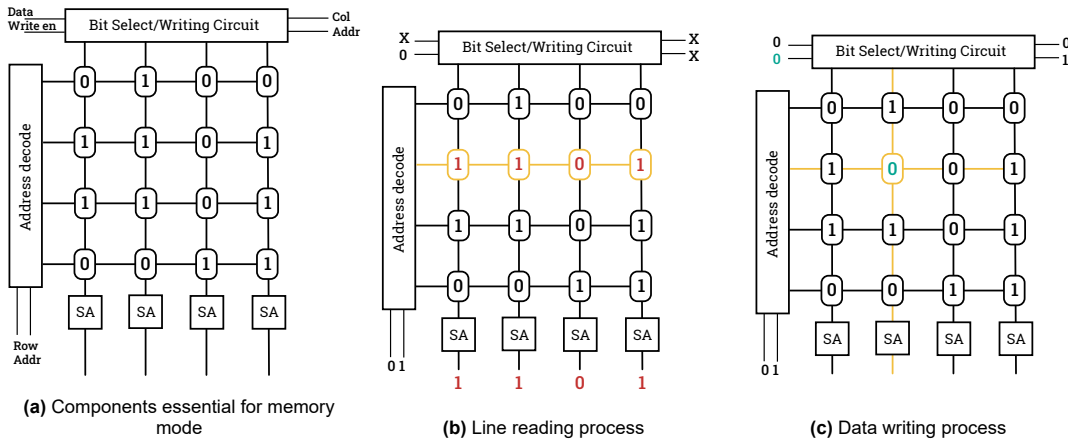 Data
Write en
Bit Select/Writing Circuit
Col
Addr
Address decode
0 1 0 0
1 1 0 1
1 1 0 1
0 0 1 1
SA SA SA SA
Row
Addr
(a) Components essential for memory
mode
X
0
Bit Select/Writing Circuit
X
X
Address decode
0 1 0 0
1 1 0 1
1 1 0 1
0 0 1 1
SA SA SA SA
0 1
1 1 0 1
(b) Line reading process
0
0
Bit Select/Writing Circuit
0
1
Address decode
0 1 0 0
1 0 0 1
1 1 0 1
0 0 1 1
SA SA SA SA
0 1
(c) Data writing process